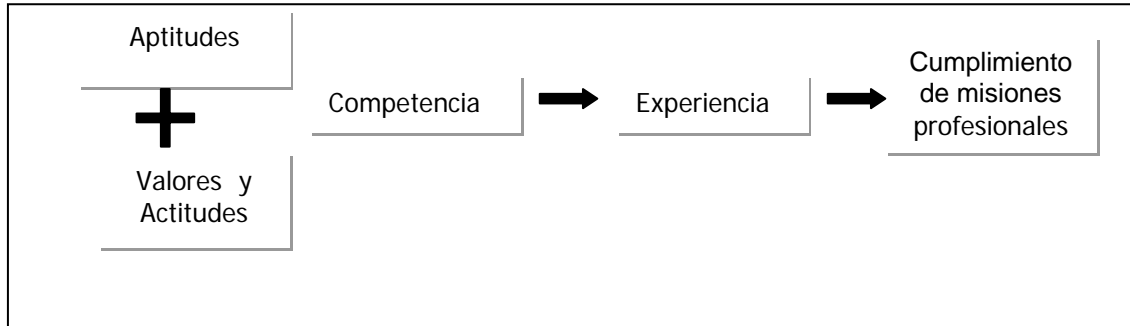 Aptitudes
Valores y
Actitudes
Competencia
Experiencia
Cumplimiento
de misiones
profesionales